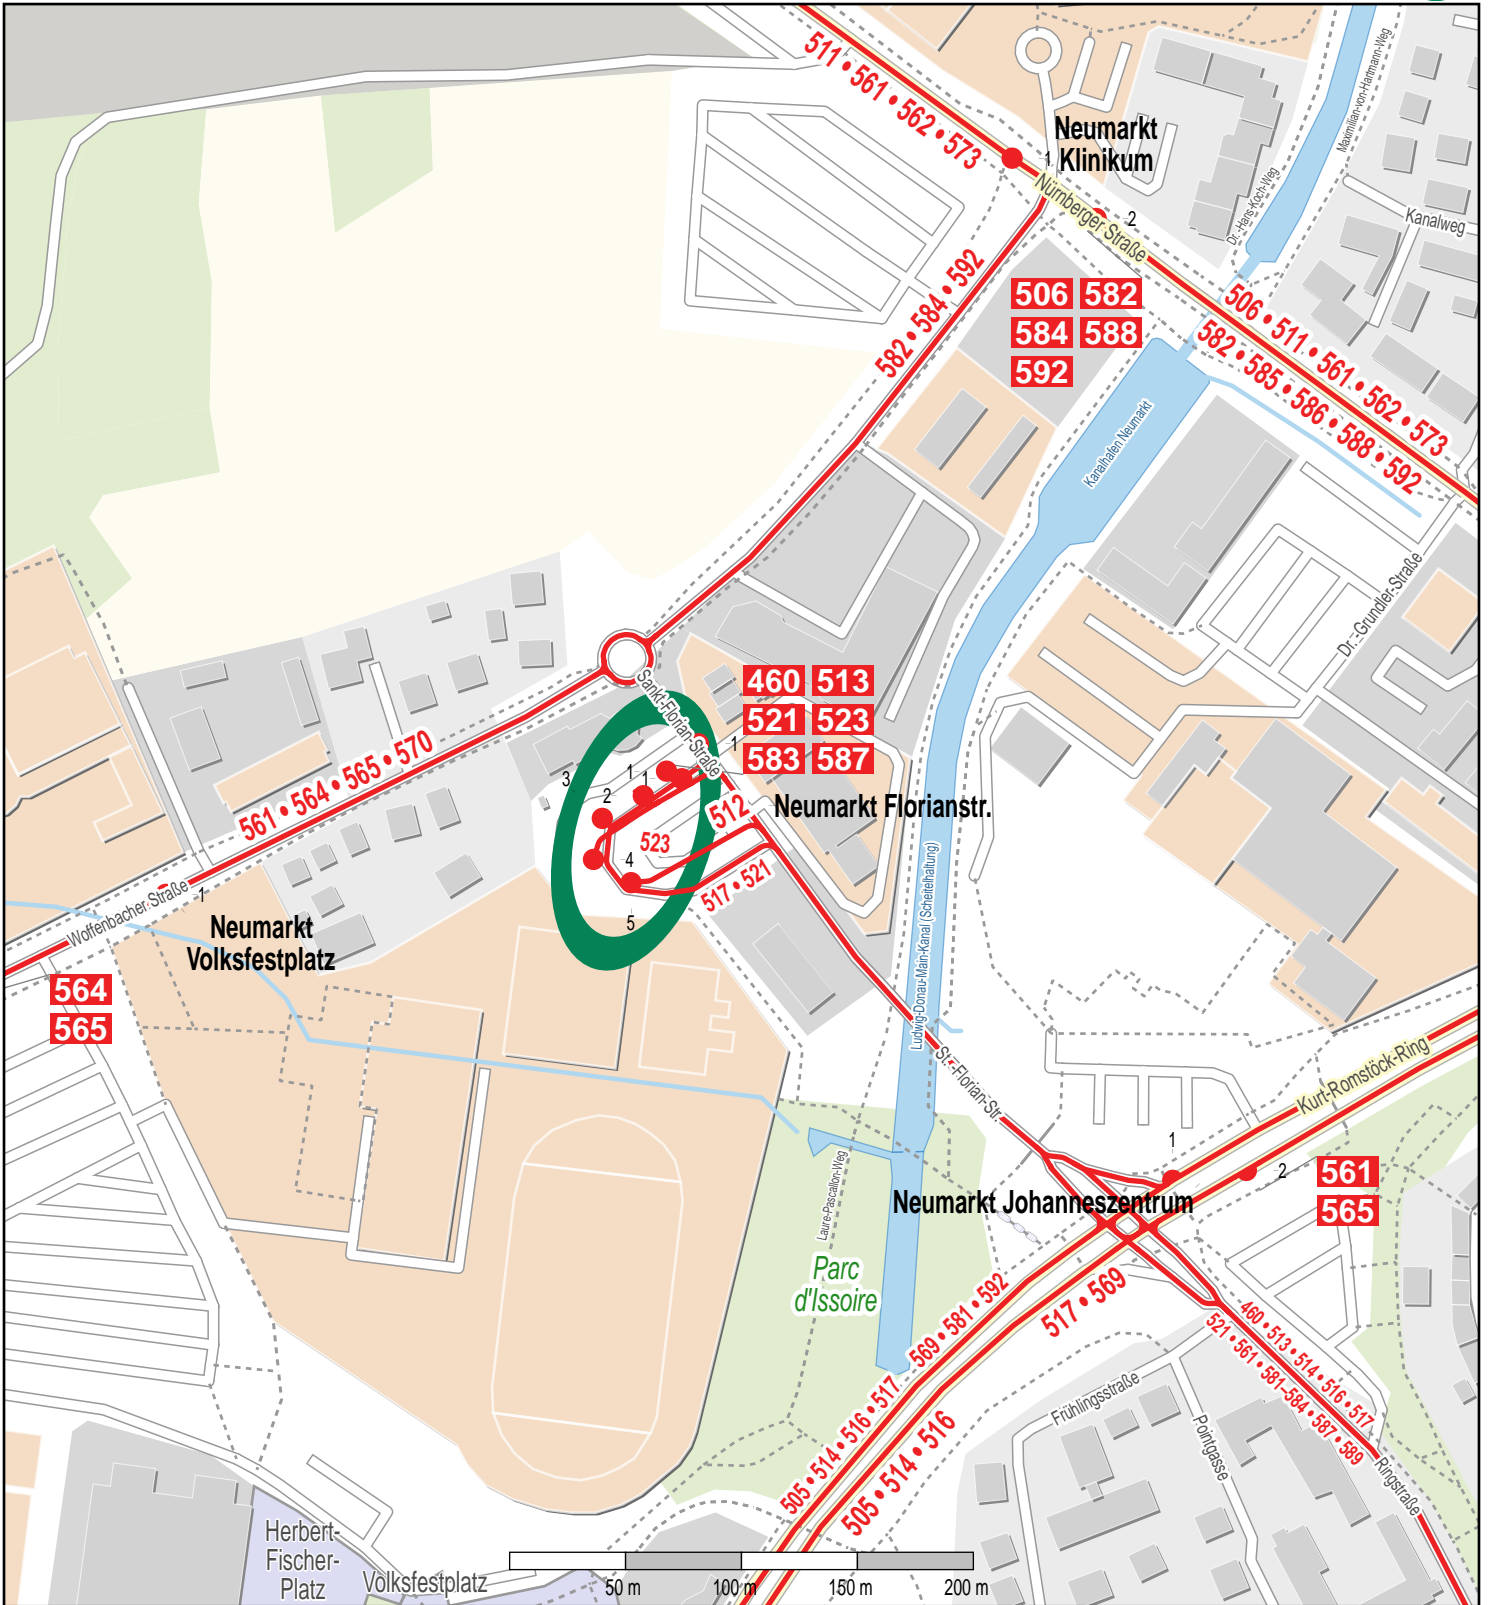 511 • 561 • 562 • 573
Neumarkt
Klinikum
1
2
Nürnberger Straße
Dr.-Hans-Koch-Weg
Maximilian-von-Hartmann-Weg
Kanalweg
582 • 584 • 592
506 582
584 588
592
506 • 511 • 561 • 562 • 573
582 • 585 • 586 • 588 • 592
Kanalhafen Neumarkt
Dr.-Grundler-Straße
Sankt-Florian-Straße
460 513
521 523
583 587
1
Neumarkt Florianstr.
561 • 564 • 565 • 570
3
1
1
2
523
512
4
517 • 521
5
Woffenbacher Straße
1
Neumarkt
Volksfestplatz
564
565
Ludwig-Donau-Main-Kanal (Scheitelhaltung)
St.-Florian-Str.
Kurt-Romstöck-Ring
1
2
561
565
Neumarkt Johanneszentrum
Laure-Pascallon-Weg
Parc
d'Issoire
505 • 514 • 516 • 517
569 • 581 • 592
517 • 569
505 • 514 • 516
460 • 513 • 514 • 516 • 517
521 • 561 • 581–584 • 587 • 589
Ringstraße
Frühlingsstraße
Pointgasse
Herbert-
Fischer-
Platz
Volksfestplatz
50 m
100 m
150 m
200 m